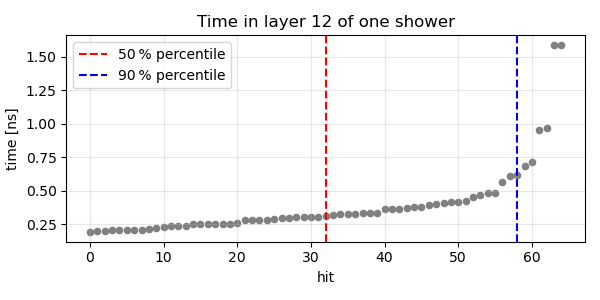 Time in layer 12 of one shower
50 % percentile
90 % percentile
time [ns]
1.50
1.25
1.00
0.75
0.50
0.25
0 10 20 30 40 50 60
hit